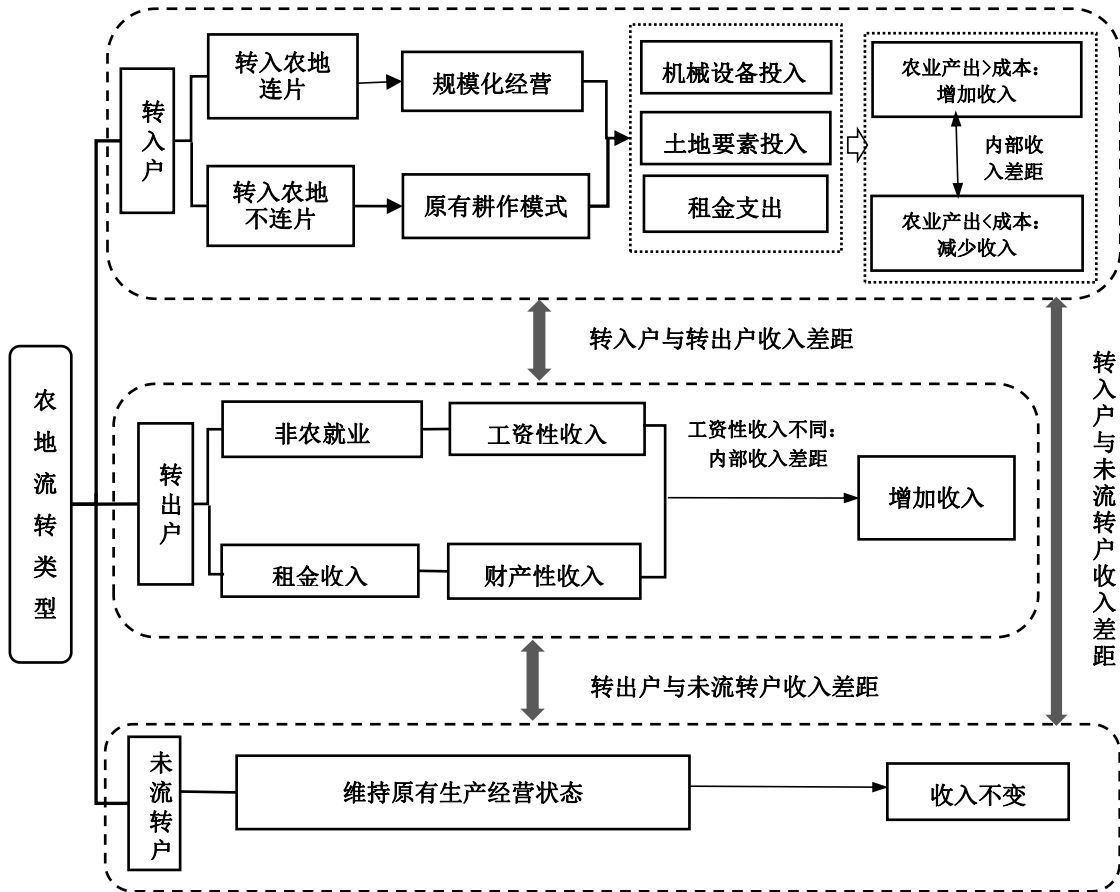 农地流转类型
转入户
转入农地
连片
规模化经营
转入农地
不连片
原有耕作模式
机械设备投入
土地要素投入
租金支出
农业产出>成本：
增加收入
内部收
入差距
农业产出<成本：
减少收入
转入户与转出户收入差距
转入户与未流转户收入差距
转出户
非农就业
工资性收入
租金收入
财产性收入
工资性收入不同：
内部收入差距
增加收入
转出户与未流转户收入差距
未流转户
维持原有生产经营状态
收入不变